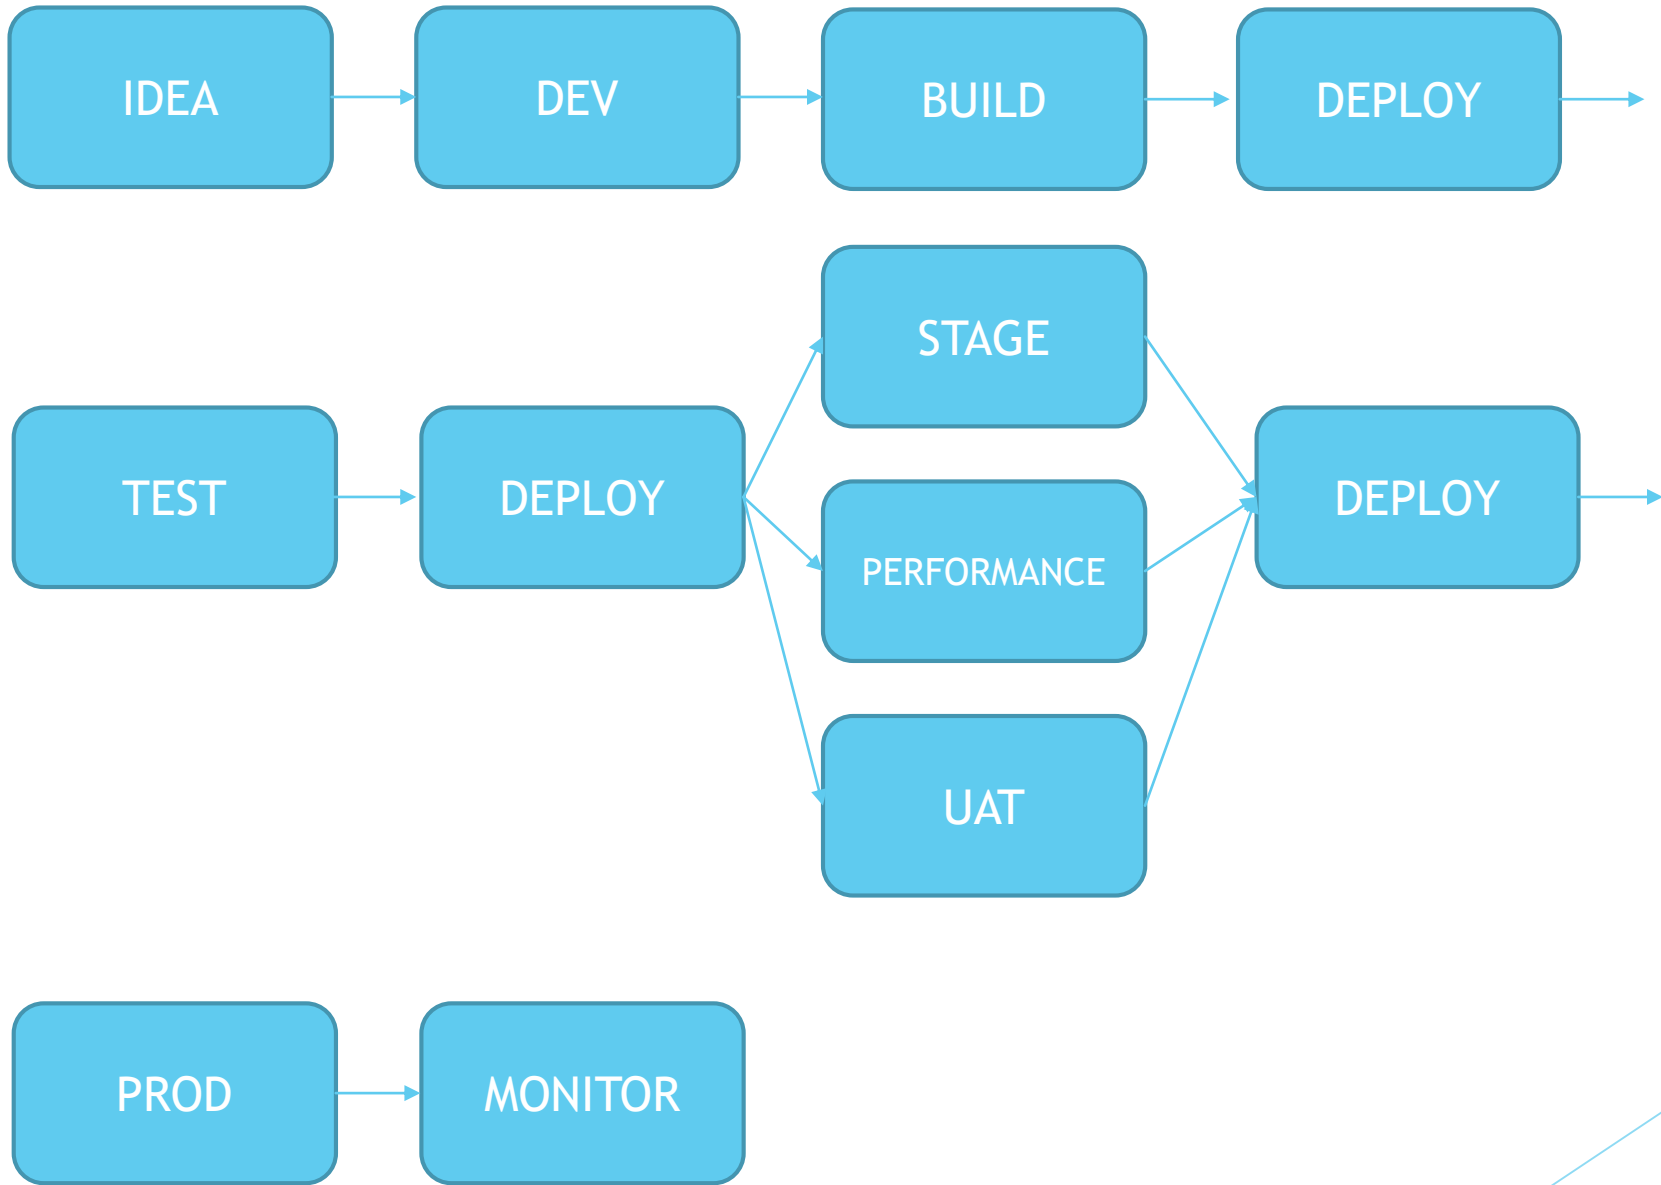 IDEA
DEV
BUILD
DEPLOY
TEST
DEPLOY
STAGE
PERFORMANCE
UAT
DEPLOY
PROD
MONITOR